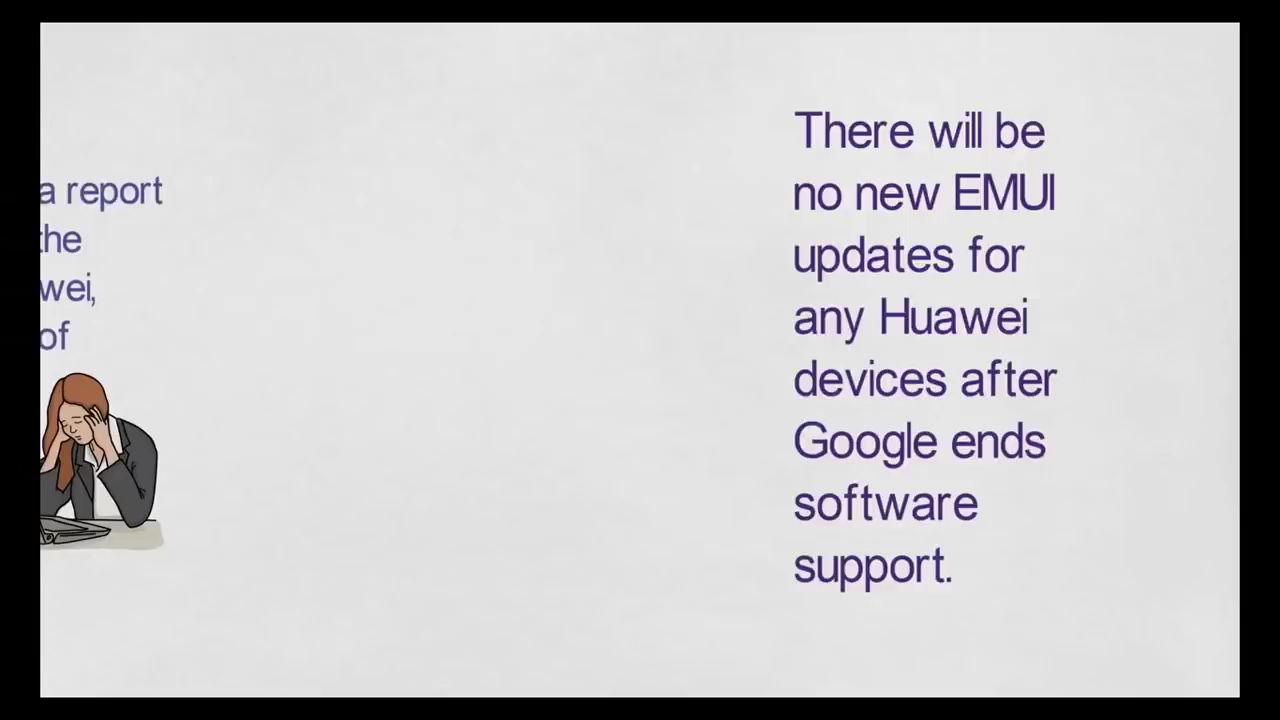 a report
the
wei,
of
There will be
no new EMUI
updates for
any Huawei
devices after
Google ends
software
support.